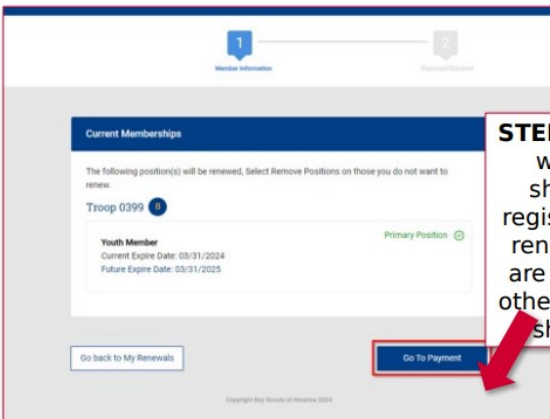 1
2
Member Information
Current Memberships
The following position(s) will be renewed, Select Remove Positions on those you do not want to
renew.
Troop 0399 B
Youth Member
Primary Position
Current Expire Date: 03/31/2024
Future Expire Date: 03/31/2025
Go back to My Renewals
Go To Payment
Copyright Boy Scouts of America 2024
STE
w
sh
regis
ren
are
othe
sh